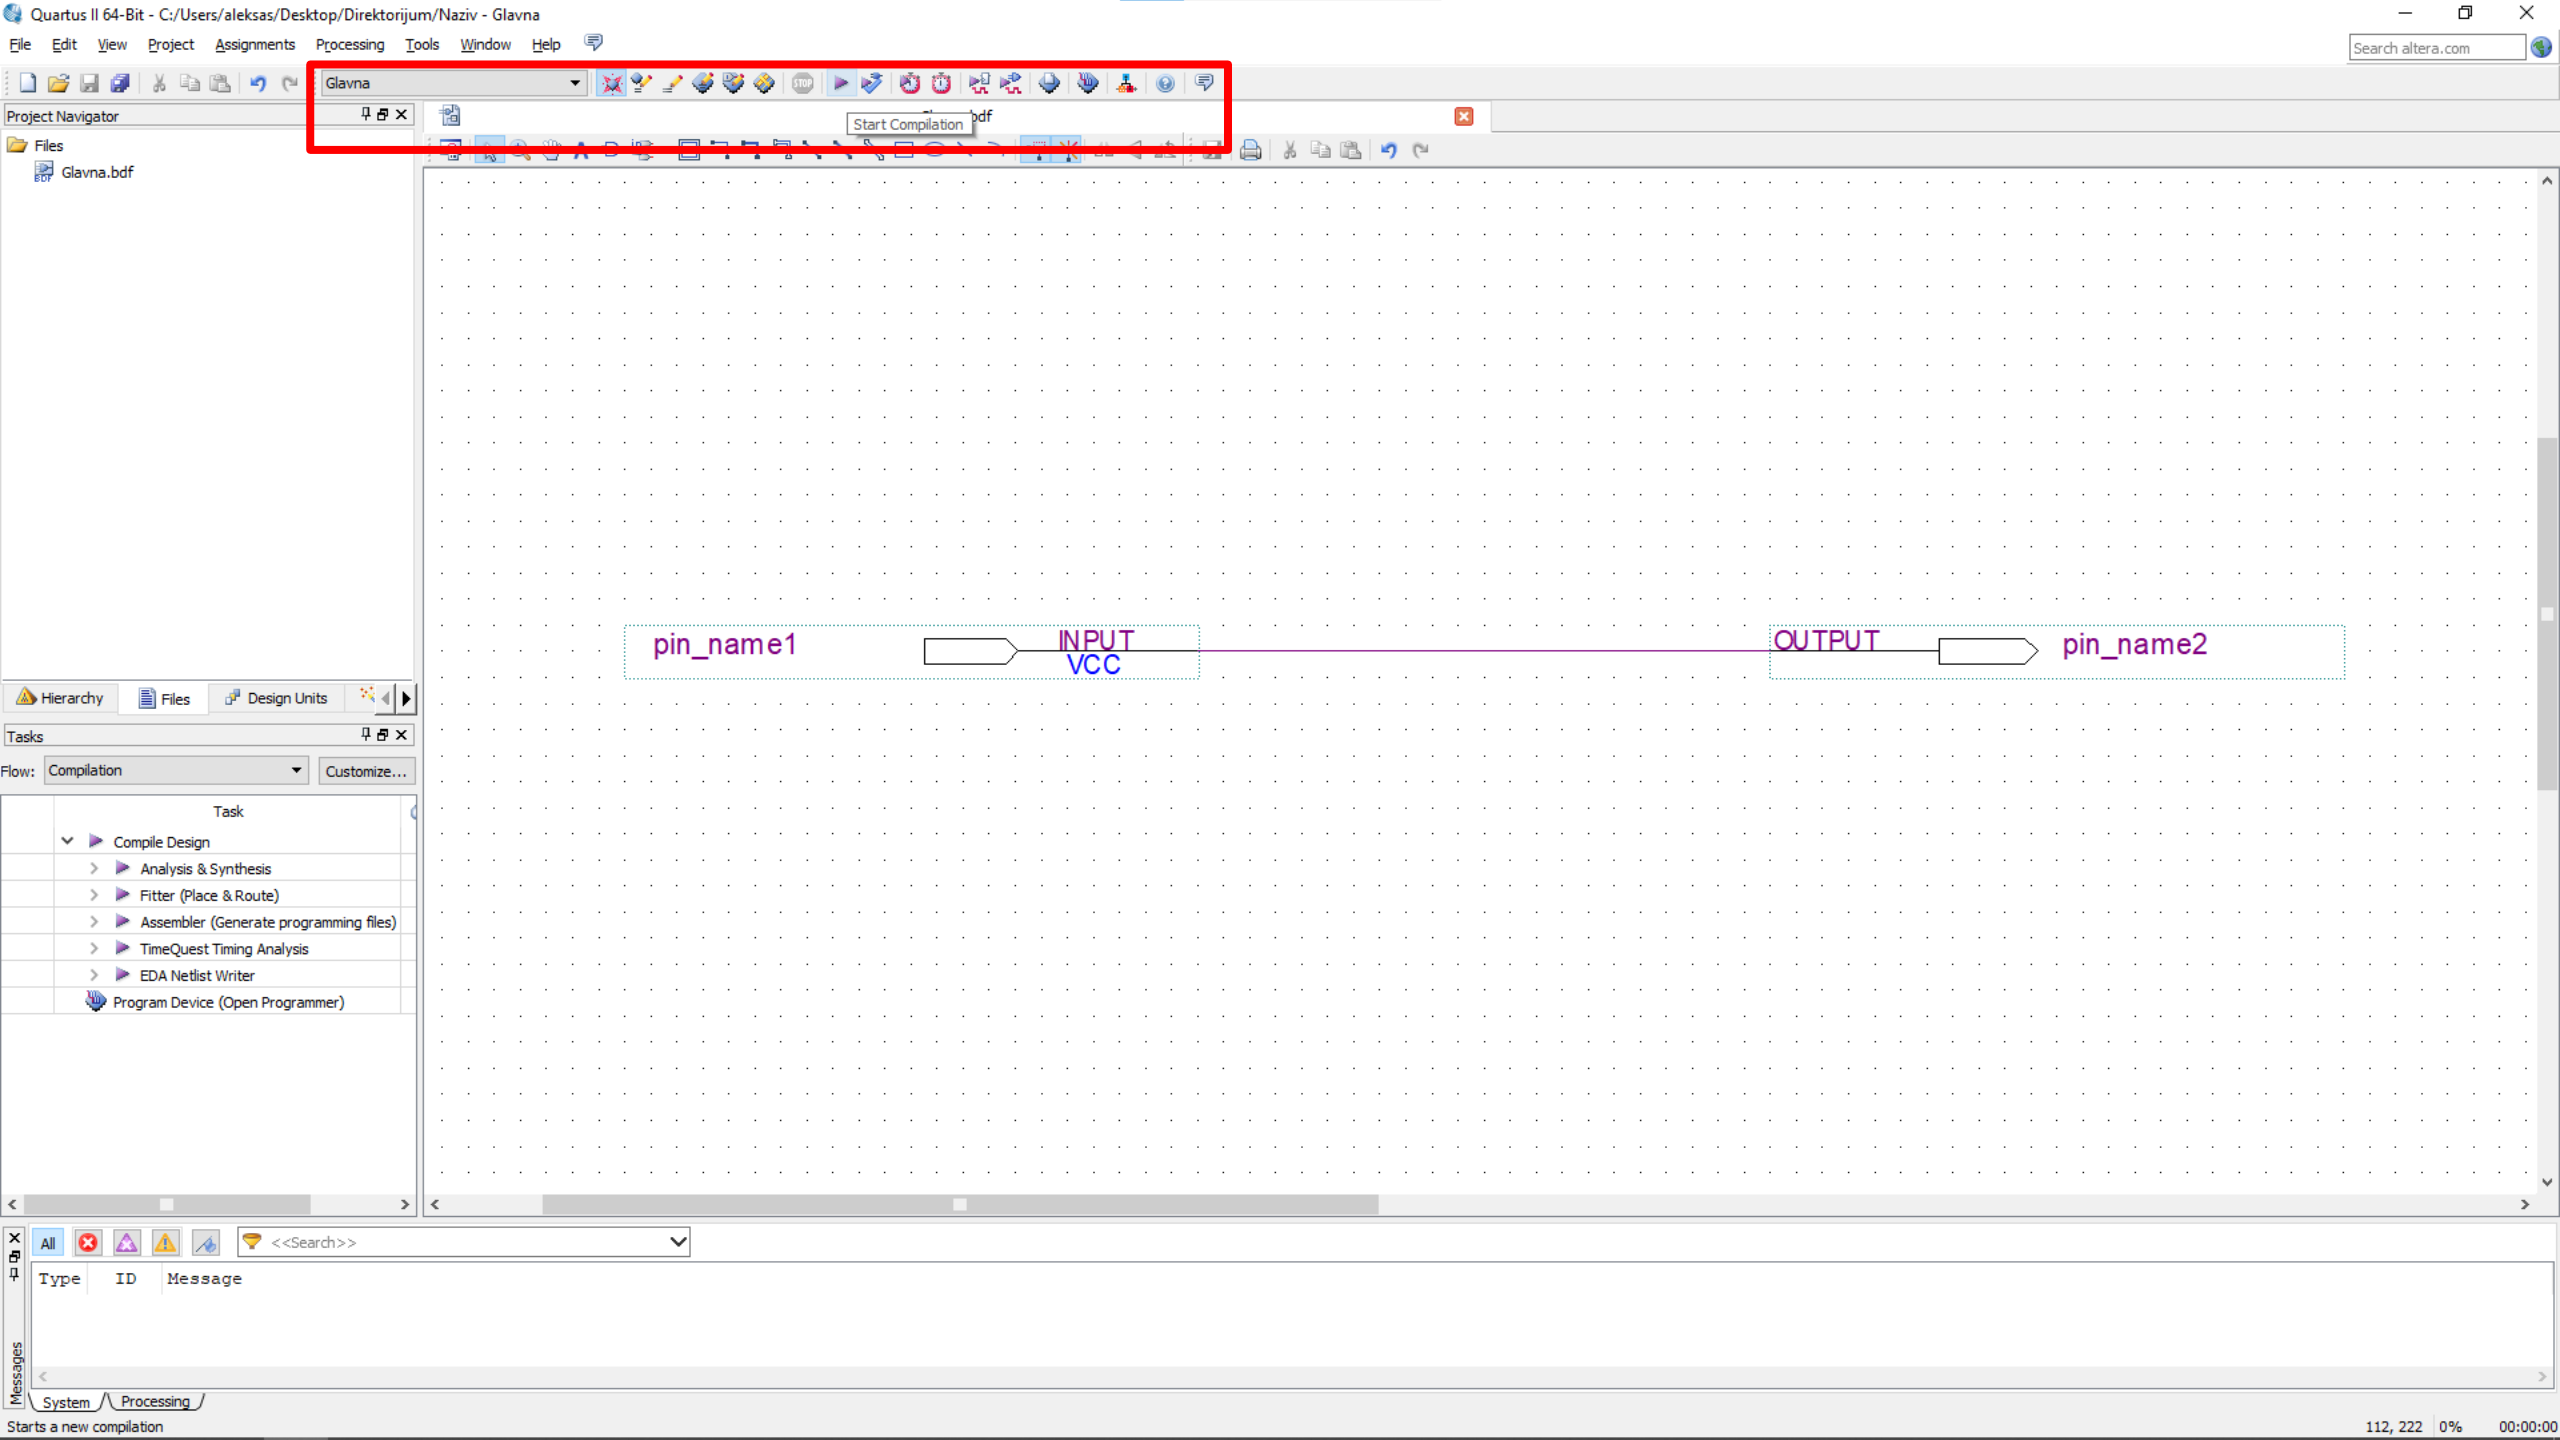 Quartus II 64-Bit - C:/Users/aleksas/Desktop/Direktorijum/Naziv - Glavna
File Edit View Project Assignments Processing Tools Window Help
Search altera.com
Glavna
STOP
Project Navigator
bdf
Start Compilation
Files
Glavna.bdf
BDF
pin_name1
INPUT
VCC
OUTPUT
pin_name2
Hierarchy Files Design Units
Tasks
Flow: Compilation Customize...
Task
Compile Design
Analysis & Synthesis
Fitter (Place & Route)
Assembler (Generate programming files)
TimeQuest Timing Analysis
EDA Netlist Writer
Program Device (Open Programmer)
All <<Search>>
Type ID Message
Messages
System Processing
Starts a new compilation
112, 222 0% 00:00:00